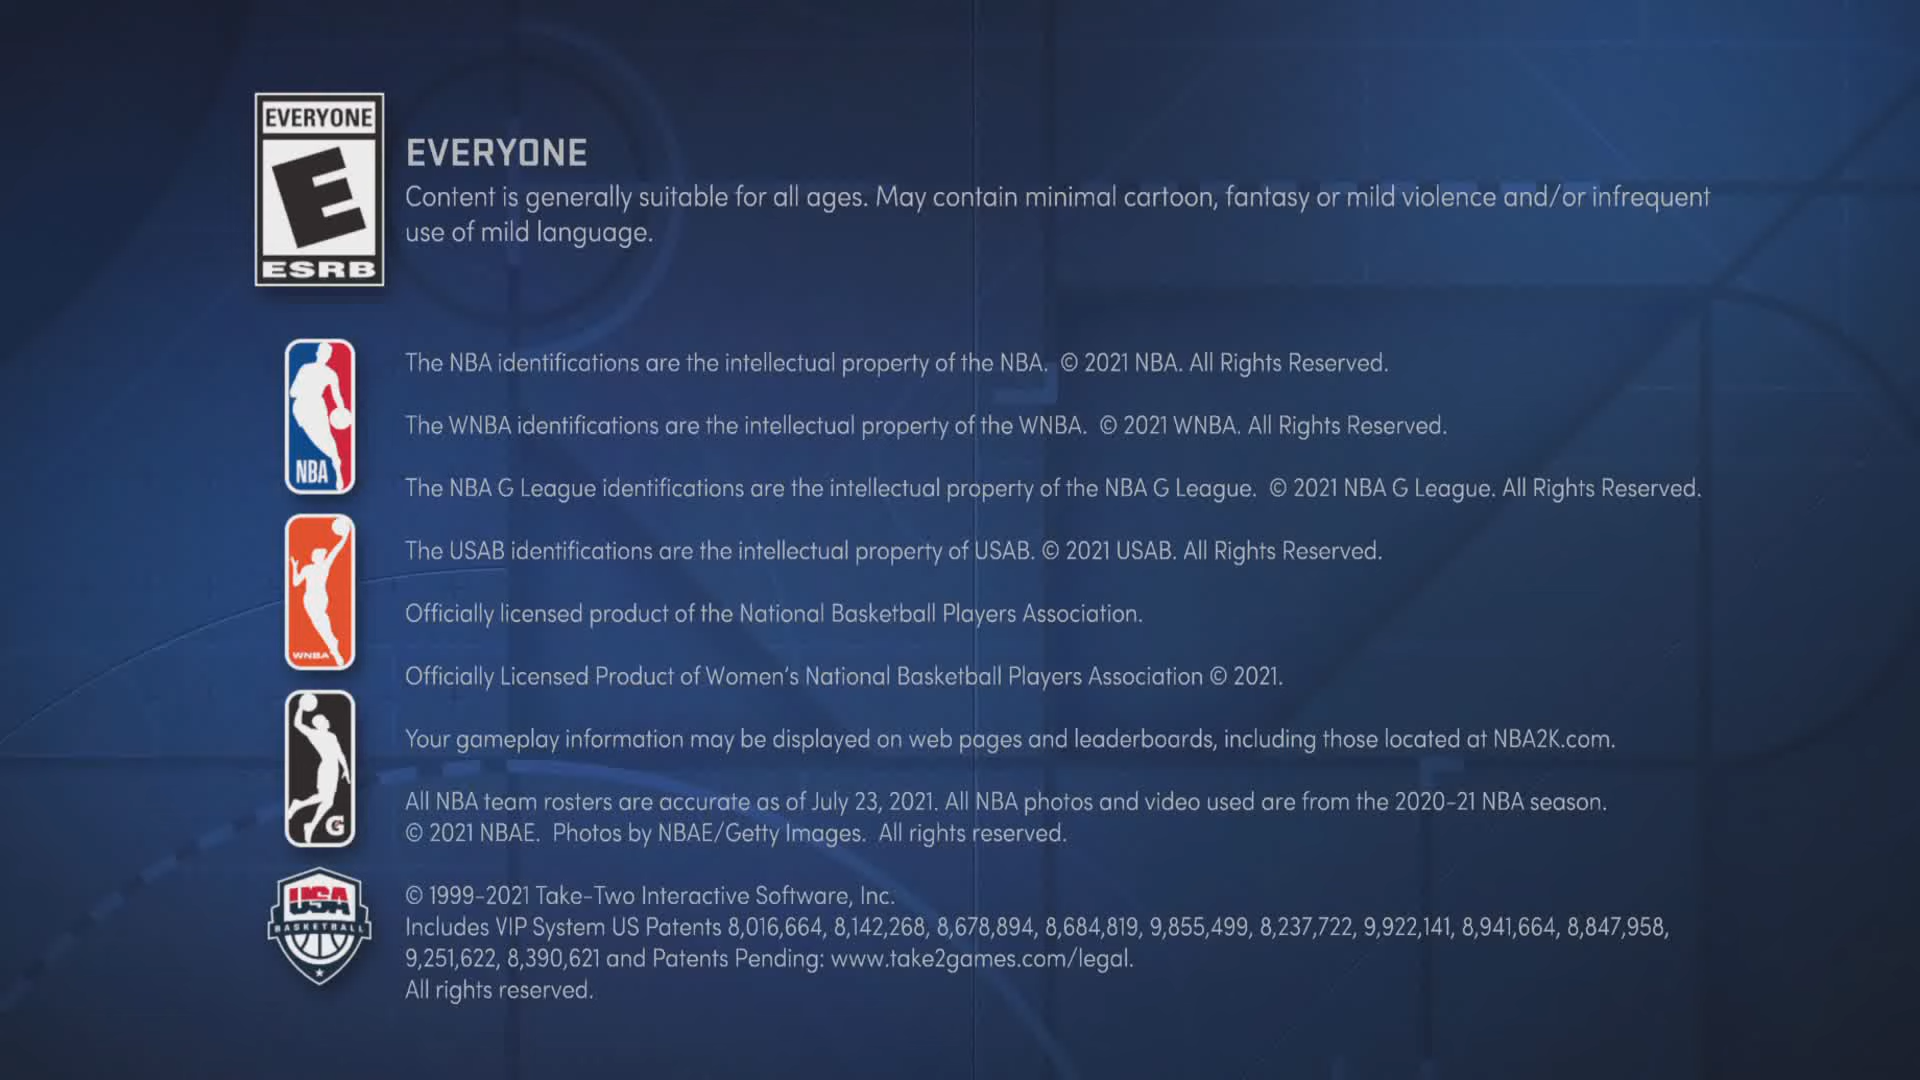 EVERYONE
E
ESRB
EVERYONE
Content is generally suitable for all ages. May contain minimal cartoon, fantasy or mild violence and/or infrequent
use of mild language.
NBA
The NBA identifications are the intellectual property of the NBA. © 2021 NBA. All Rights Reserved.
The WNBA identifications are the intellectual property of the WNBA. © 2021 WNBA. All Rights Reserved.
The NBA G League identifications are the intellectual property of the NBA G League. © 2021 NBA G League. All Rights Reserved.
WNBA
The USAB identifications are the intellectual property of USAB. © 2021 USAB. All Rights Reserved.
Officially licensed product of the National Basketball Players Association.
Officially Licensed Product of Women's National Basketball Players Association © 2021.
G
Your gameplay information may be displayed on web pages and leaderboards, including those located at NBA2K.com.
All NBA team rosters are accurate as of July 23, 2021. All NBA photos and video used are from the 2020-21 NBA season.
© 2021 NBAE. Photos by NBAE/Getty Images. All rights reserved.
USA
BASKETBALL
© 1999-2021 Take-Two Interactive Software, Inc.
Includes VIP System US Patents 8,016,664, 8,142,268, 8,678,894, 8,684,819, 9,855,499, 8,237,722, 9,922,141, 8,941,664, 8,847,958,
9,251,622, 8,390,621 and Patents Pending: www.take2games.com/legal.
All rights reserved.